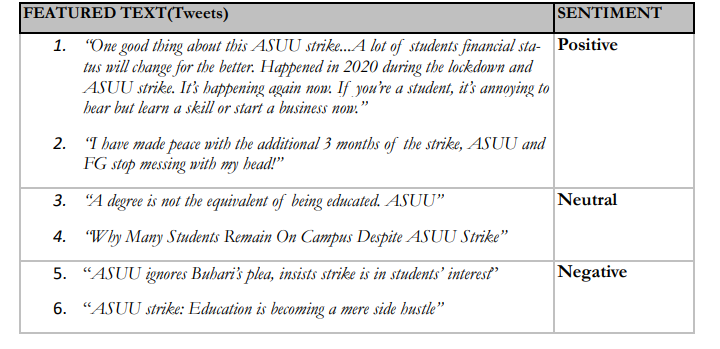 FEATURED TEXT(Tweets) SENTIMENT
1. “One good thing about this ASUU strike...A lot of students financial sta- Positive
tus will change for the better. Happened in 2020 during the lockdown and
ASUU strike. It’s happening again now. If you’re a student, it’s annoying to
hear but learn a skill or start a business now.”
2. “I have made peace with the additional 3 months of the strike, ASUU and
FG stop messing with my head!”
3. “A degree is not the equivalent of being educated. ASUU” Neutral
4. “Why Many Students Remain On Campus Despite ASUU Strike”
5. “ASUU ignores Buhari’s plea, insists strike is in students’ interest” Negative
6. “ASUU strike: Education is becoming a mere side hustle”